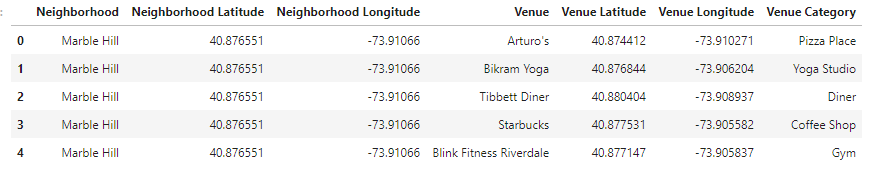 Neighborhood Neighborhood Latitude Neighborhood Longitude Venue Venue Latitude Venue Longitude Venue Category
0 Marble Hill 40.876551 -73.91066 Arturo's 40.874412 -73.910271 Pizza Place
1 Marble Hill 40.876551 -73.91066 Bikram Yoga 40.876844 -73.906204 Yoga Studio
2 Marble Hill 40.876551 -73.91066 Tibbett Diner 40.880404 -73.908937 Diner
3 Marble Hill 40.876551 -73.91066 Starbucks 40.877531 -73.905582 Coffee Shop
4 Marble Hill 40.876551 -73.91066 Blink Fitness Riverdale 40.877147 -73.905837 Gym